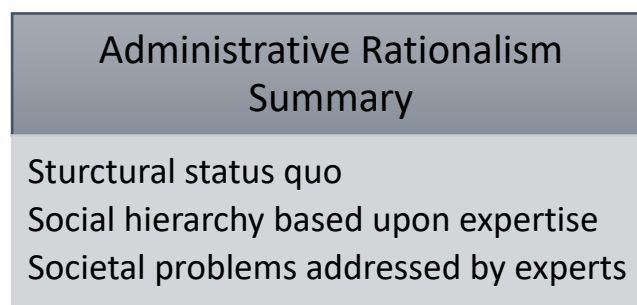 Administrative Rationalism
Summary
Sturctural status quo
Social hierarchy based upon expertise
Societal problems addressed by experts